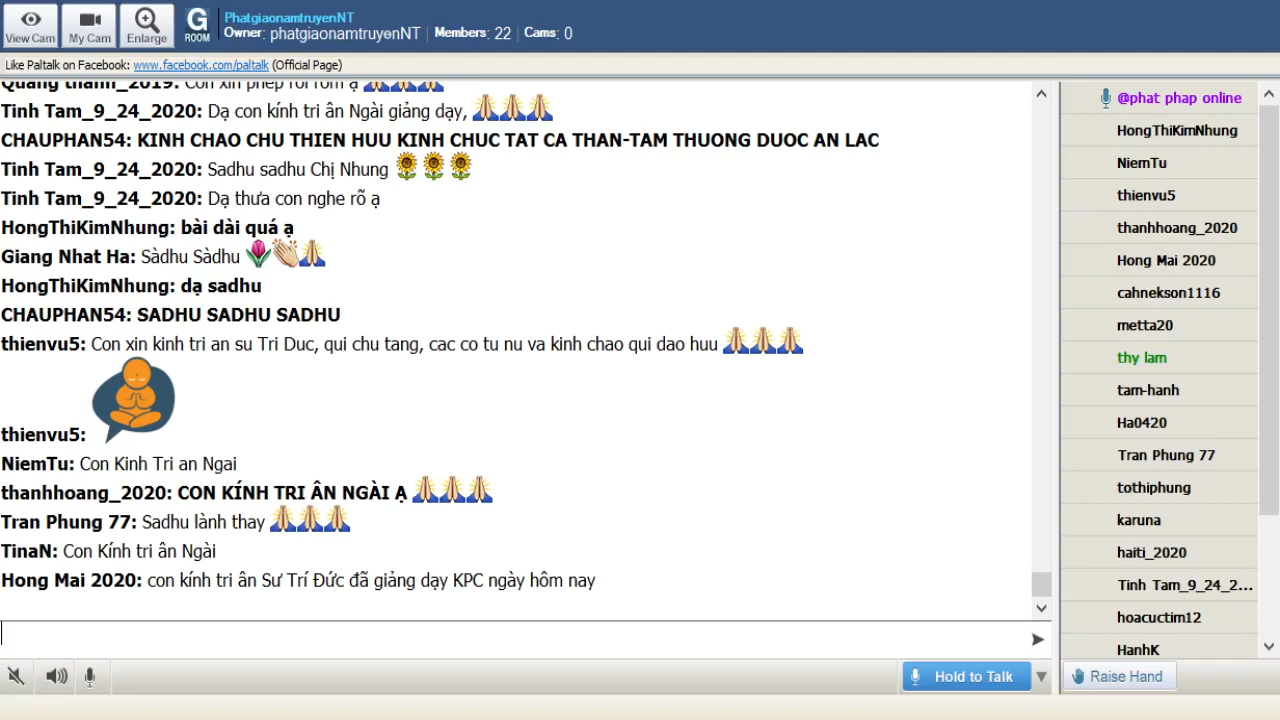 View Cam
My Cam
Enlarge
G
ROOM
PhatgiaonamtruyenNT
Owner: phatgiaonamtruyenNT | Members: 22 | Cams: 0
Like Paltalk on Facebook: www.facebook.com/paltalk (Official Page)
Quang thanh_2019: Con xin phép rời rom ạ
Tinh Tam_9_24_2020: Dạ con kính tri ân Ngài giảng dạy,
CHAUPHAN54: KINH CHAO CHU THIEN HUU KINH CHUC TAT CA THAN-TAM THUONG DUOC AN LAC
Tinh Tam_9_24_2020: Sadhu sadhu Chị Nhung
Tinh Tam_9_24_2020: Dạ thưa con nghe rõ ạ
HongThiKimNhung: bài dài quá ạ
Giang Nhat Ha: Sàdhu Sàdhu
HongThiKimNhung: dạ sadhu
CHAUPHAN54: SADHU SADHU SADHU
thienvu5: Con xin kinh tri an su Tri Duc, qui chu tang, cac co tu nu va kinh chao qui dao huu
thienvu5:
NiemTu: Con Kinh Tri an Ngai
thanhhoang_2020: CON KÍNH TRI ÂN NGÀI Ạ
Tran Phung 77: Sadhu lành thay
TinaN: Con Kính tri ân Ngài
Hong Mai 2020: con kính tri ân Sư Trí Đức đã giảng dạy KPC ngày hôm nay
@phat phap online
HongThiKimNhung
NiemTu
thienvu5
thanhhoang_2020
Hong Mai 2020
cahnekson1116
metta20
thy lam
tam-hanh
Ha0420
Tran Phung 77
tothiphung
karuna
haiti_2020
Tinh Tam_9_24_2...
hoacuctim12
HanhK
Hold to Talk
Raise Hand